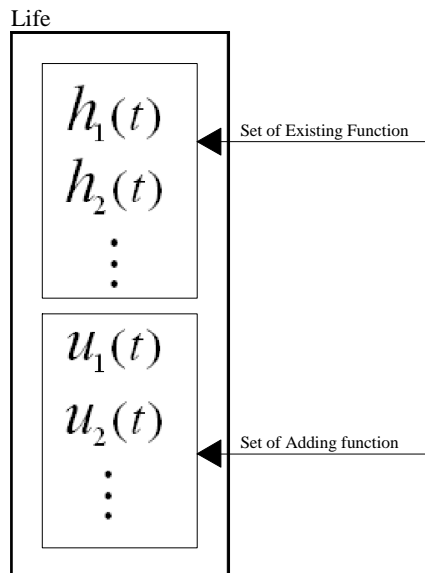 Life
h₁(t)
Set of Existing Function
h₂(t)
⋮
u₁(t)
u₂(t)
Set of Adding function
⋮